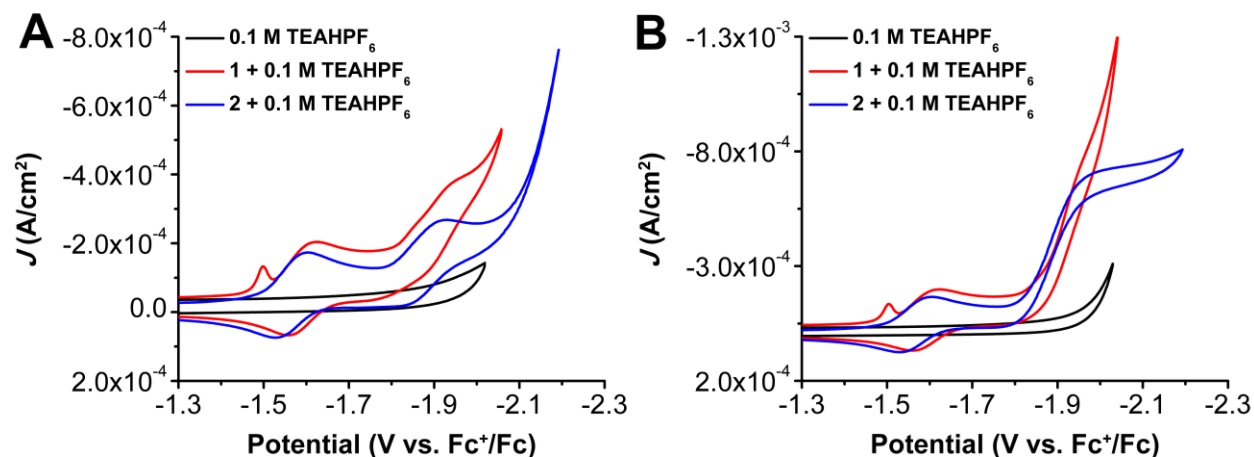 A
-8.0x10⁻⁴
-6.0x10⁻⁴
-4.0x10⁻⁴
-2.0x10⁻⁴
0.0
2.0x10⁻⁴
J (A/cm²)
0.1 M TEAHPF₆
1 + 0.1 M TEAHPF₆
2 + 0.1 M TEAHPF₆
-1.3
-1.5
-1.7
-1.9
-2.1
-2.3
Potential (V vs. Fc⁺/Fc)
B
-1.3x10⁻³
-8.0x10⁻⁴
-3.0x10⁻⁴
2.0x10⁻⁴
J (A/cm²)
0.1 M TEAHPF₆
1 + 0.1 M TEAHPF₆
2 + 0.1 M TEAHPF₆
-1.3
-1.5
-1.7
-1.9
-2.1
-2.3
Potential (V vs. Fc⁺/Fc)